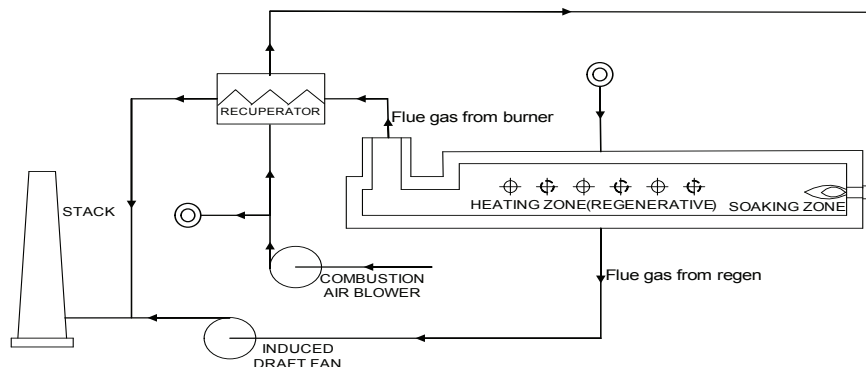 RECUPERATOR
Flue gas from burner
STACK
HEATING ZONE(REGENERATIVE)
SOAKING ZONE
COMBUSTION
AIR BLOWER
Flue gas from regen
INDUCED
DRAFT FAN